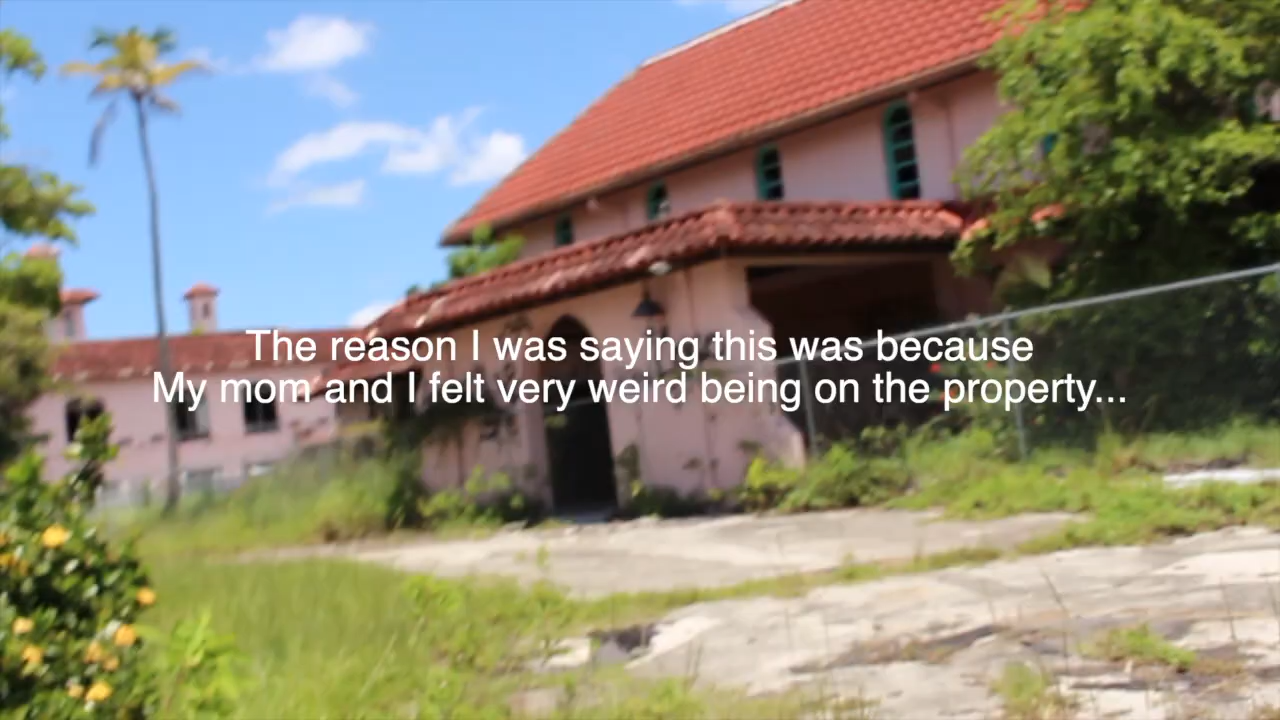 The reason I was saying this was because
My mom and I felt very weird being on the property...